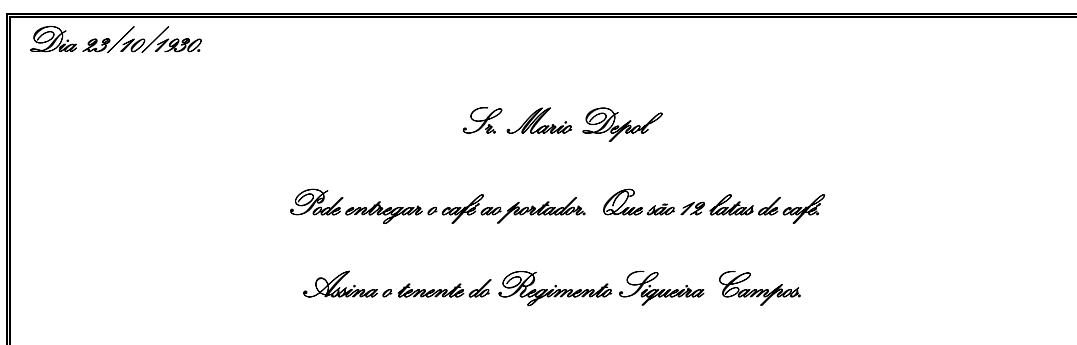 Dia 23/10/1930.
Sr. Mario Depol
Pode entregar o café ao portador. Que são 12 latas de café.
Assina o tenente do Regimento Siqueira Campos.